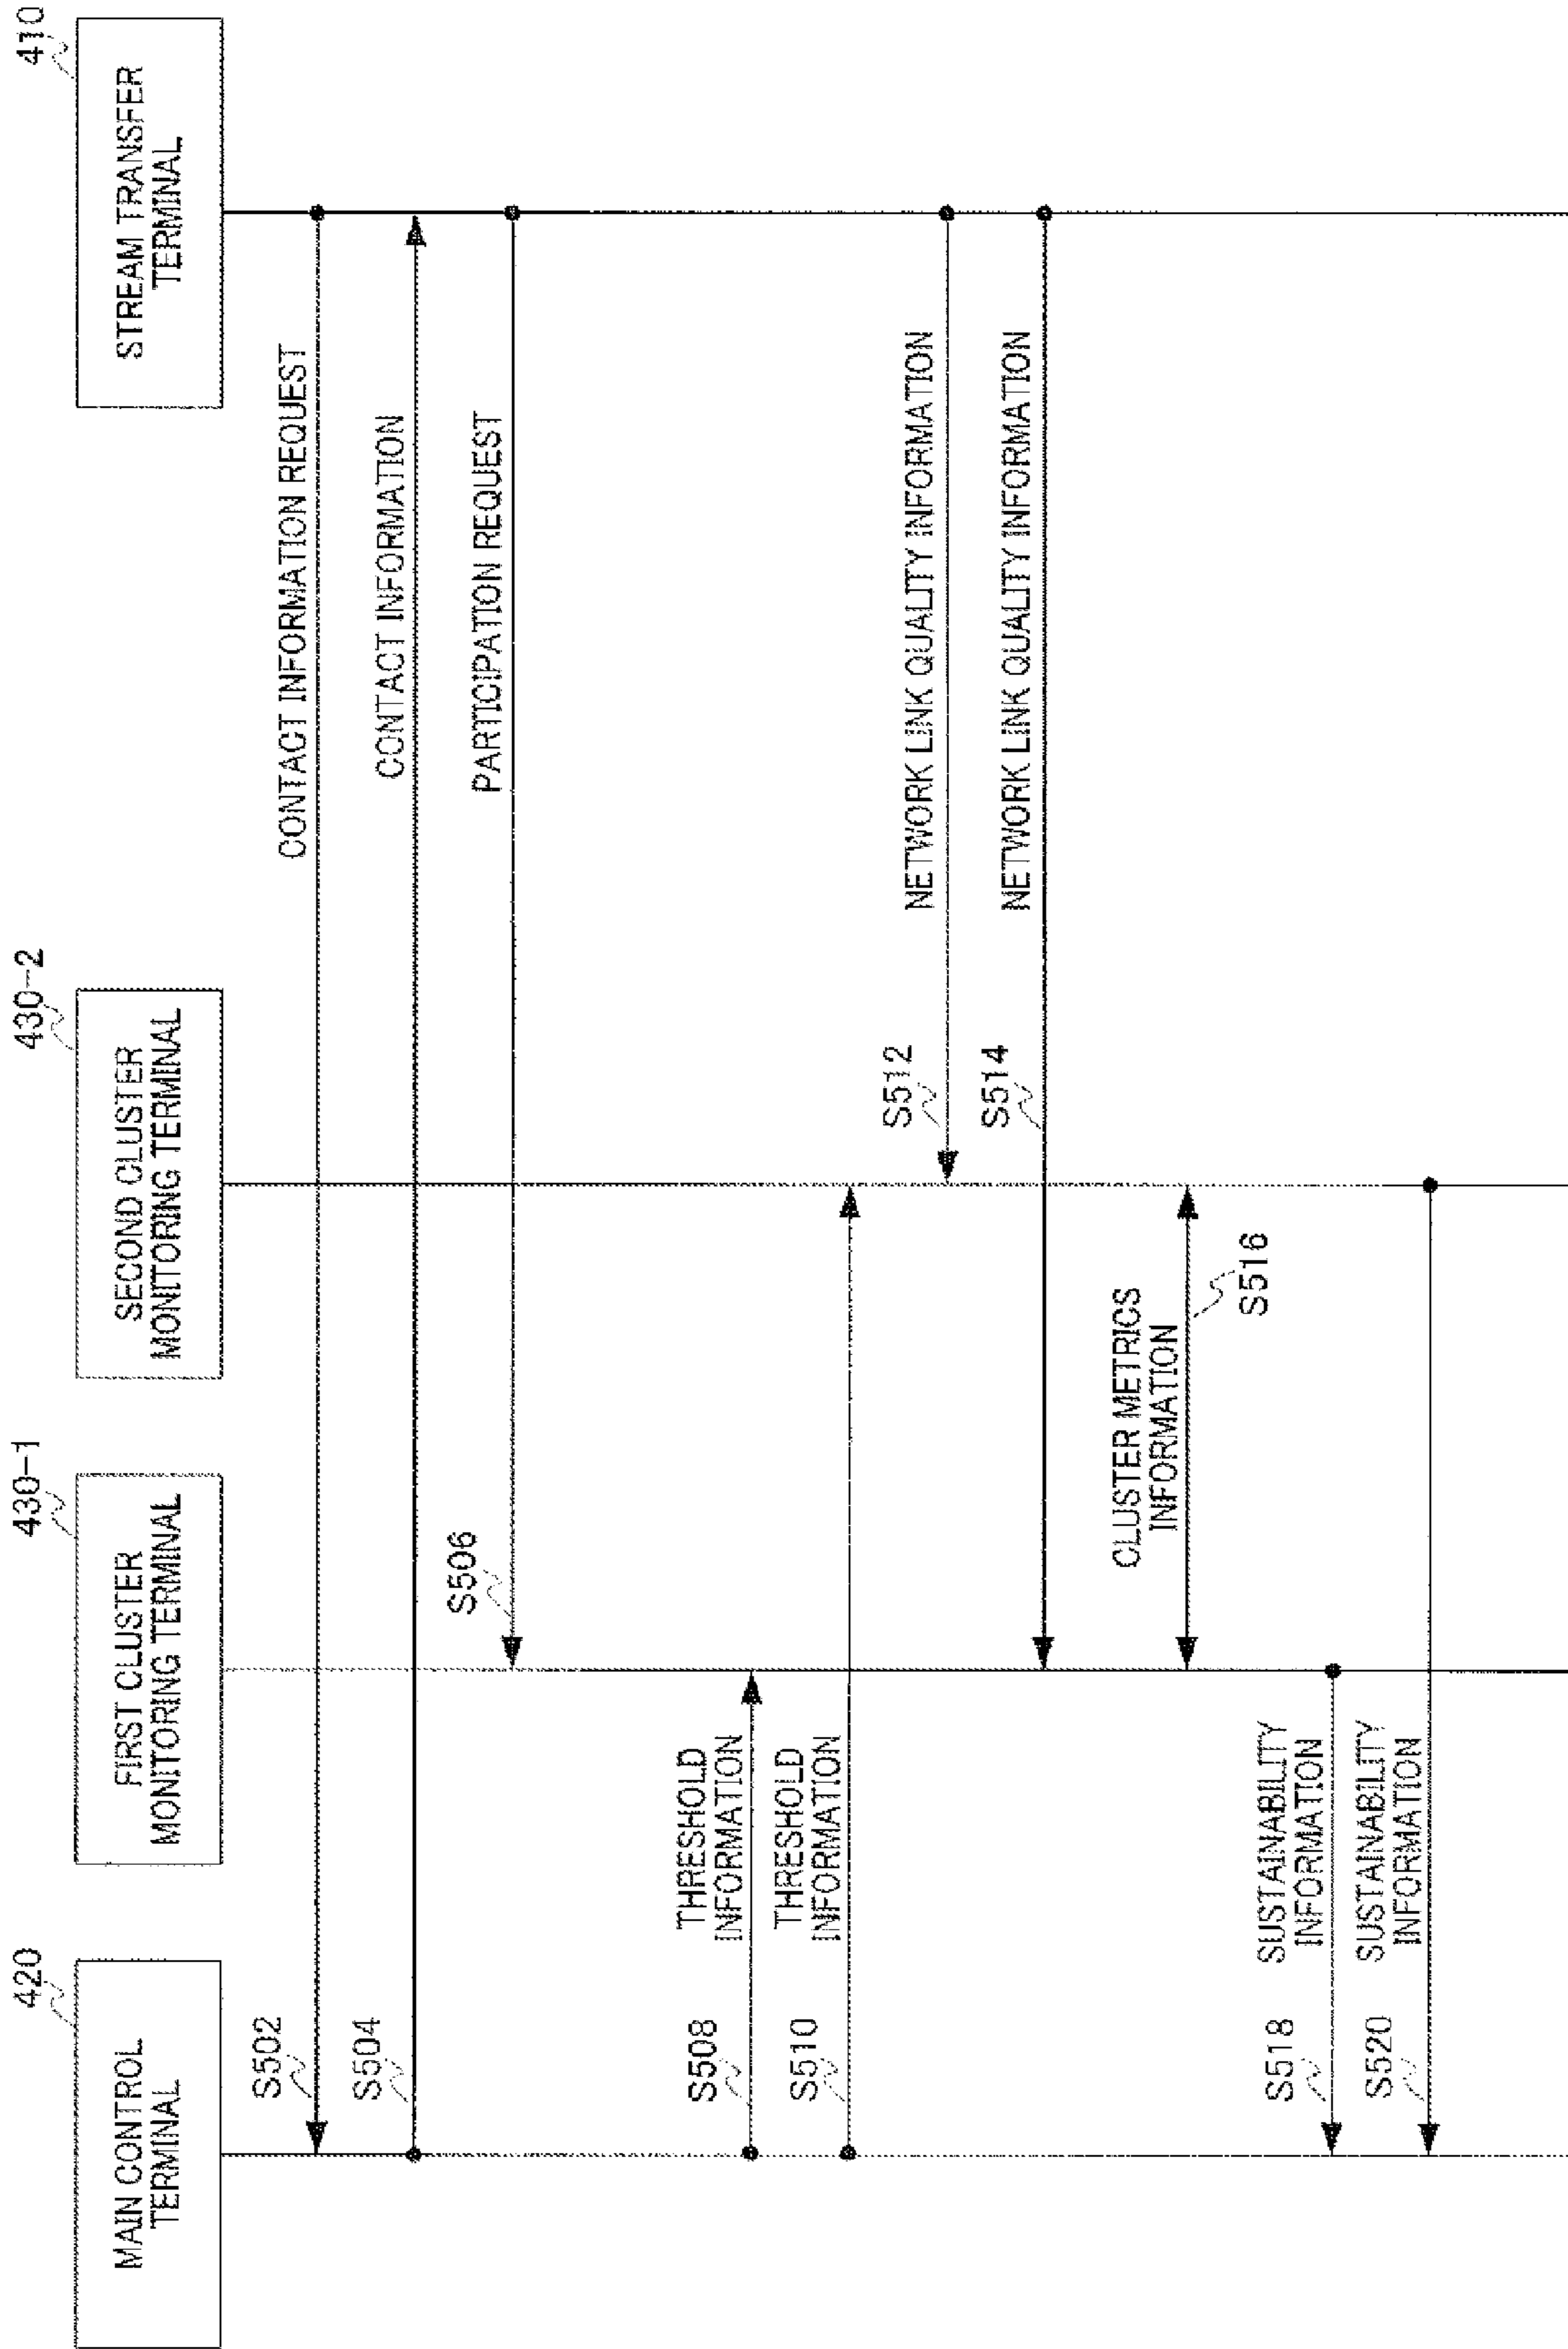 420
430-1
430-2
410
MAIN CONTROL
TERMINAL
FIRST CLUSTER
MONITORING TERMINAL
SECOND CLUSTER
MONITORING TERMINAL
STREAM TRANSFER
TERMINAL
S502
CONTACT INFORMATION REQUEST
S504
CONTACT INFORMATION
S506
PARTICIPATION REQUEST
S508
THRESHOLD
INFORMATION
S510
THRESHOLD
INFORMATION
S512
NETWORK LINK QUALITY INFORMATION
S514
NETWORK LINK QUALITY INFORMATION
CLUSTER METRICS
INFORMATION
S516
S518
SUSTAINABILITY
INFORMATION
S520
SUSTAINABILITY
INFORMATION